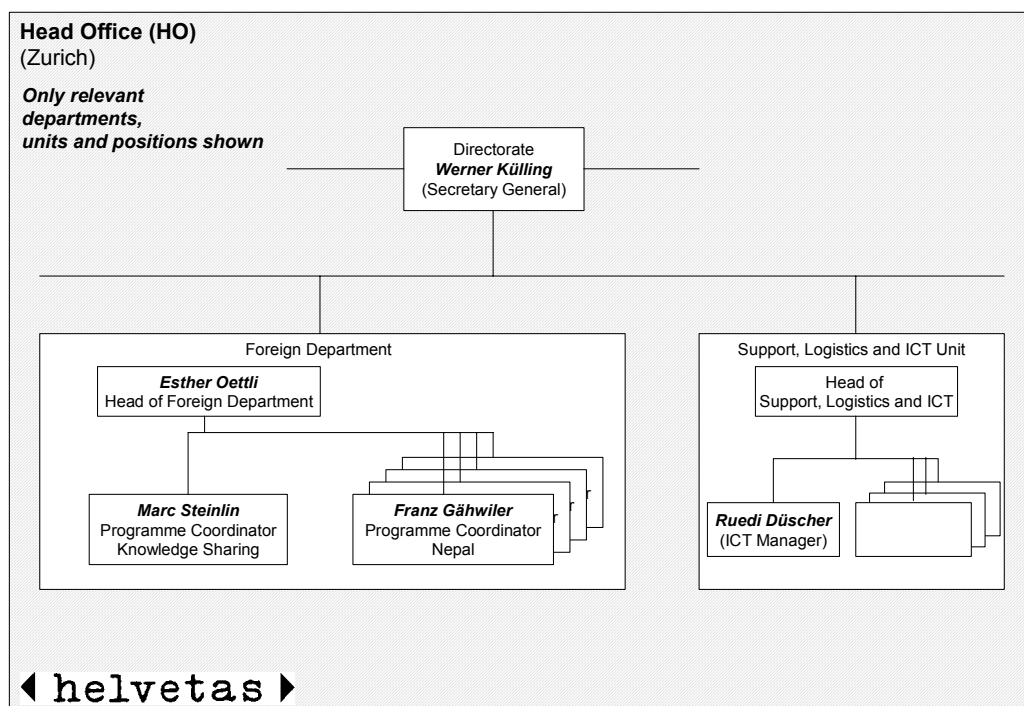 Head Office (HO)
(Zurich)
Only relevant
departments,
units and positions shown
Directorate
Werner Külling
(Secretary General)
Foreign Department
Esther Oettli
Head of Foreign Department
Marc Steinlin
Programme Coordinator
Knowledge Sharing
Franz Gähwiler
Programme Coordinator
Nepal
Support, Logistics and ICT Unit
Head of
Support, Logistics and ICT
Ruedi Düscher
(ICT Manager)
helvetas